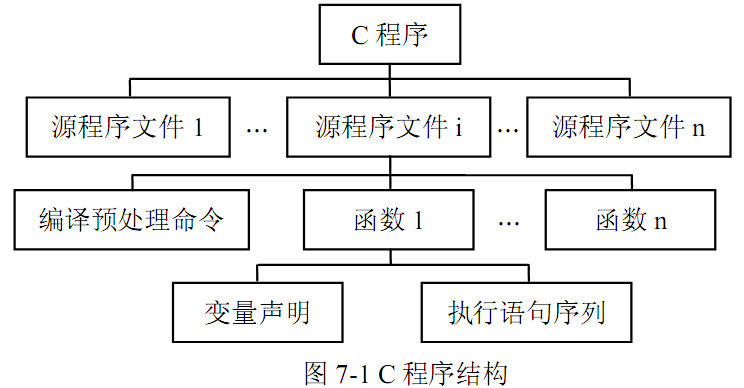 C 程序
源程序文件 1 … 源程序文件 i … 源程序文件 n
编译预处理命令 函数 1 … 函数 n
变量声明 执行语句序列
图 7-1 C 程序结构